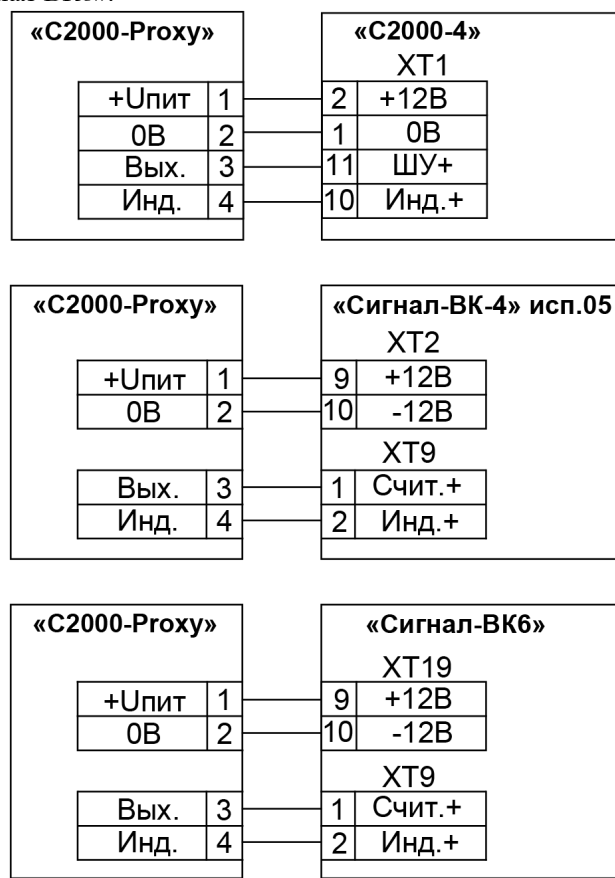 «С2000-Proxy» «С2000-4»
ХТ1
+Uпит 1 2 +12В
0В 2 1 0В
Вых. 3 11 ШУ+
Инд. 4 10 Инд.+
«С2000-Proxy» «Сигнал-ВК-4» исп.05
ХТ2
+Uпит 1 9 +12В
0В 2 10 -12В
ХТ9
Вых. 3 1 Счит.+
Инд. 4 2 Инд.+
«С2000-Proxy» «Сигнал-ВК6»
ХТ19
+Uпит 1 9 +12В
0В 2 10 -12В
ХТ9
Вых. 3 1 Счит.+
Инд. 4 2 Инд.+